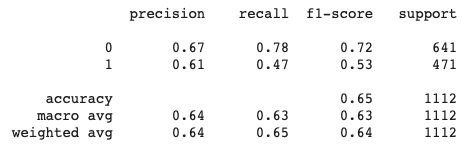 precision recall f1-score support
0 0.67 0.78 0.72 641
1 0.61 0.47 0.53 471
accuracy 0.65 1112
macro avg 0.64 0.63 0.63 1112
weighted avg 0.64 0.65 0.64 1112